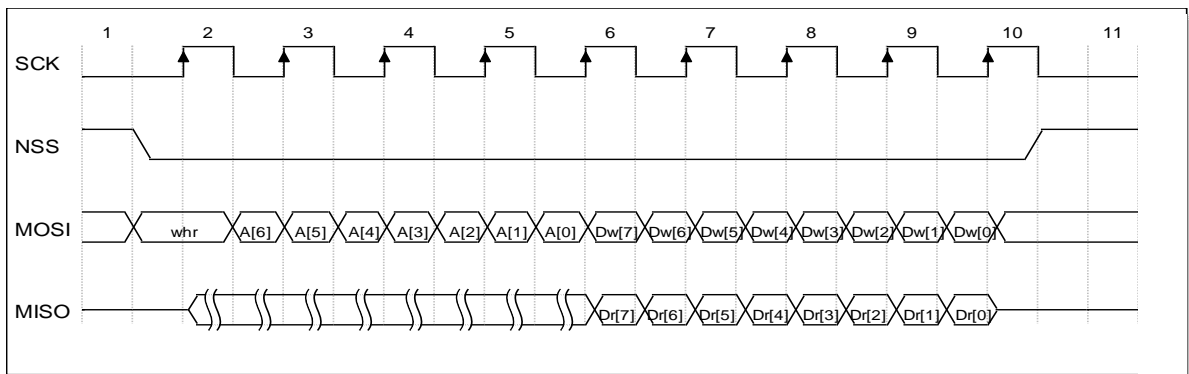 1 2 3 4 5 6 7 8 9 10 11
SCK
NSS
MOSI whr A[6] A[5] A[4] A[3] A[2] A[1] A[0] Dw[7] Dw[6] Dw[5] Dw[4] Dw[3] Dw[2] Dw[1] Dw[0]
MISO Dr[7] Dr[6] Dr[5] Dr[4] Dr[3] Dr[2] Dr[1] Dr[0]